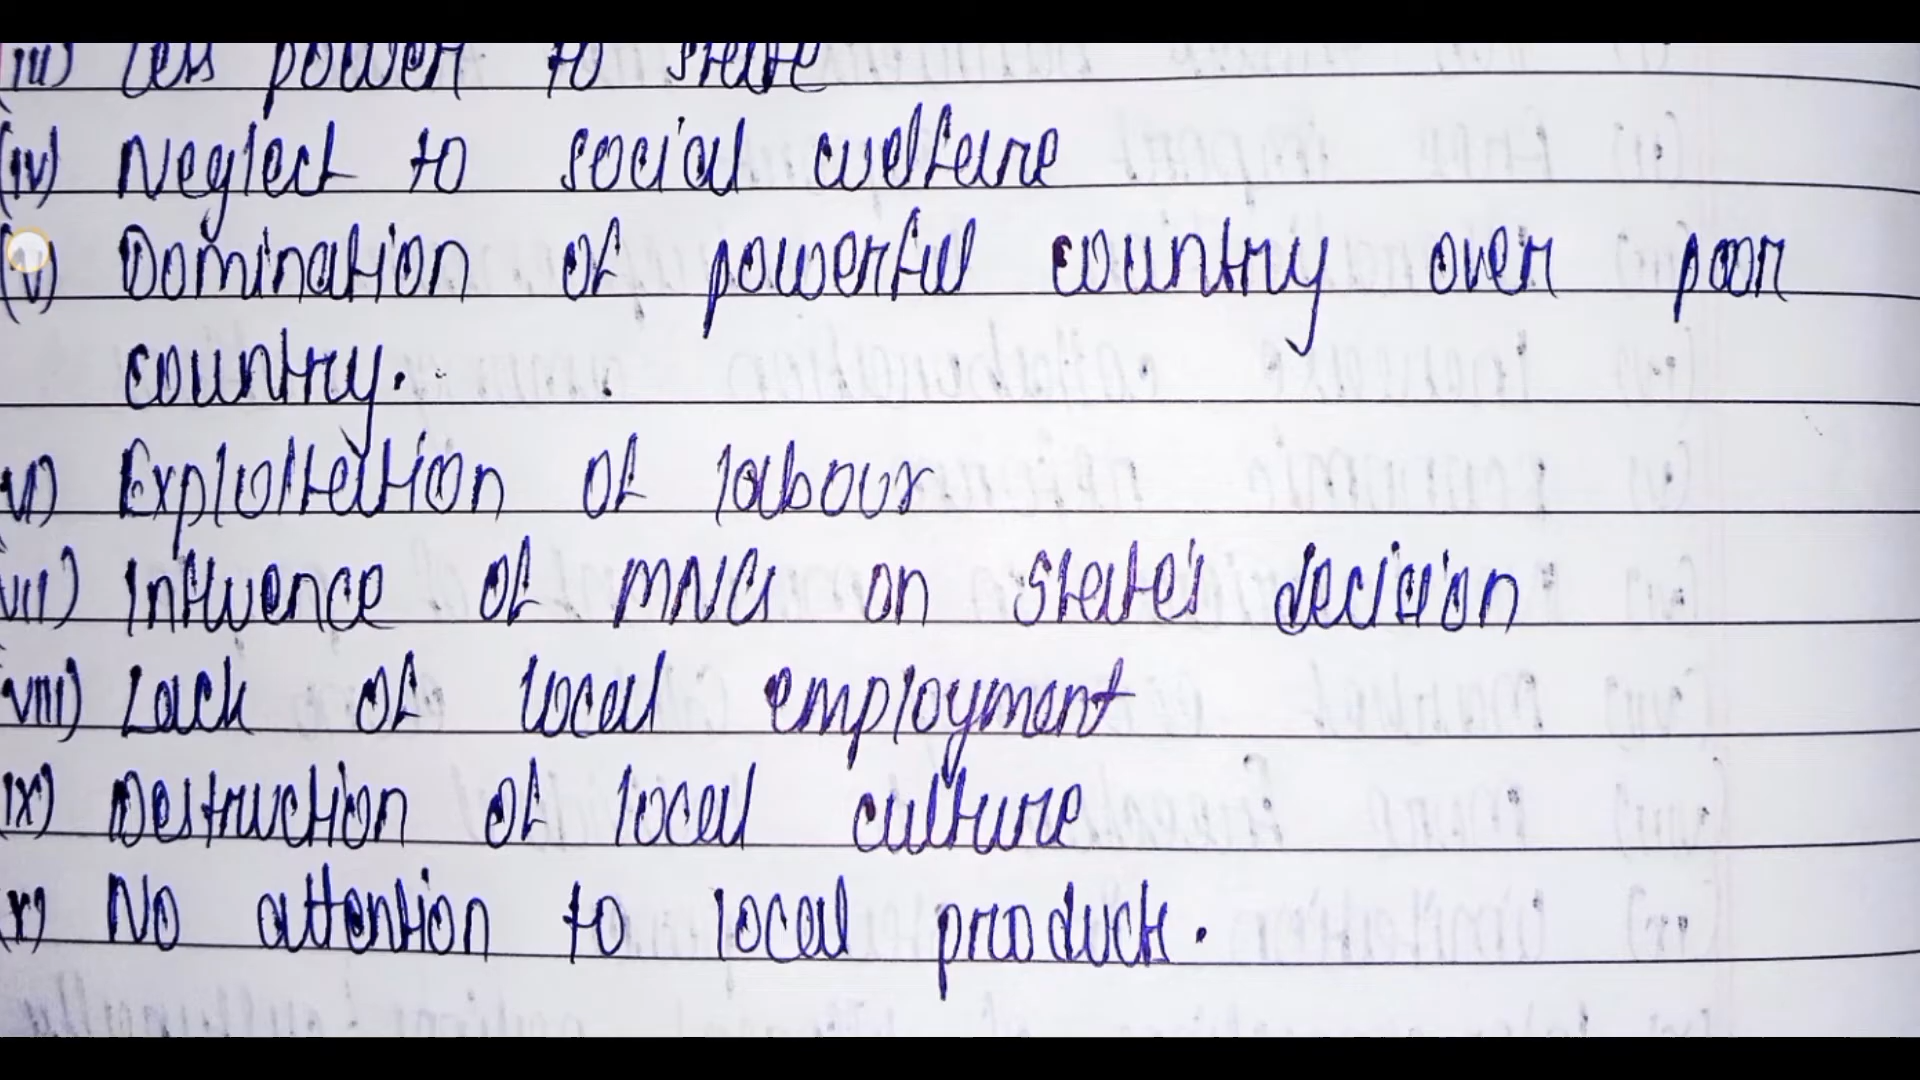 (iii) Less power to state
(iv) Neglect to social welfare
(v) Domination of powerful country over poor
country.
vi) Exploitation of labour
vii) Influence of MNCs on state's decision
viii) Lack of local employment
ix) Destruction of local culture
x) No attention to local products.